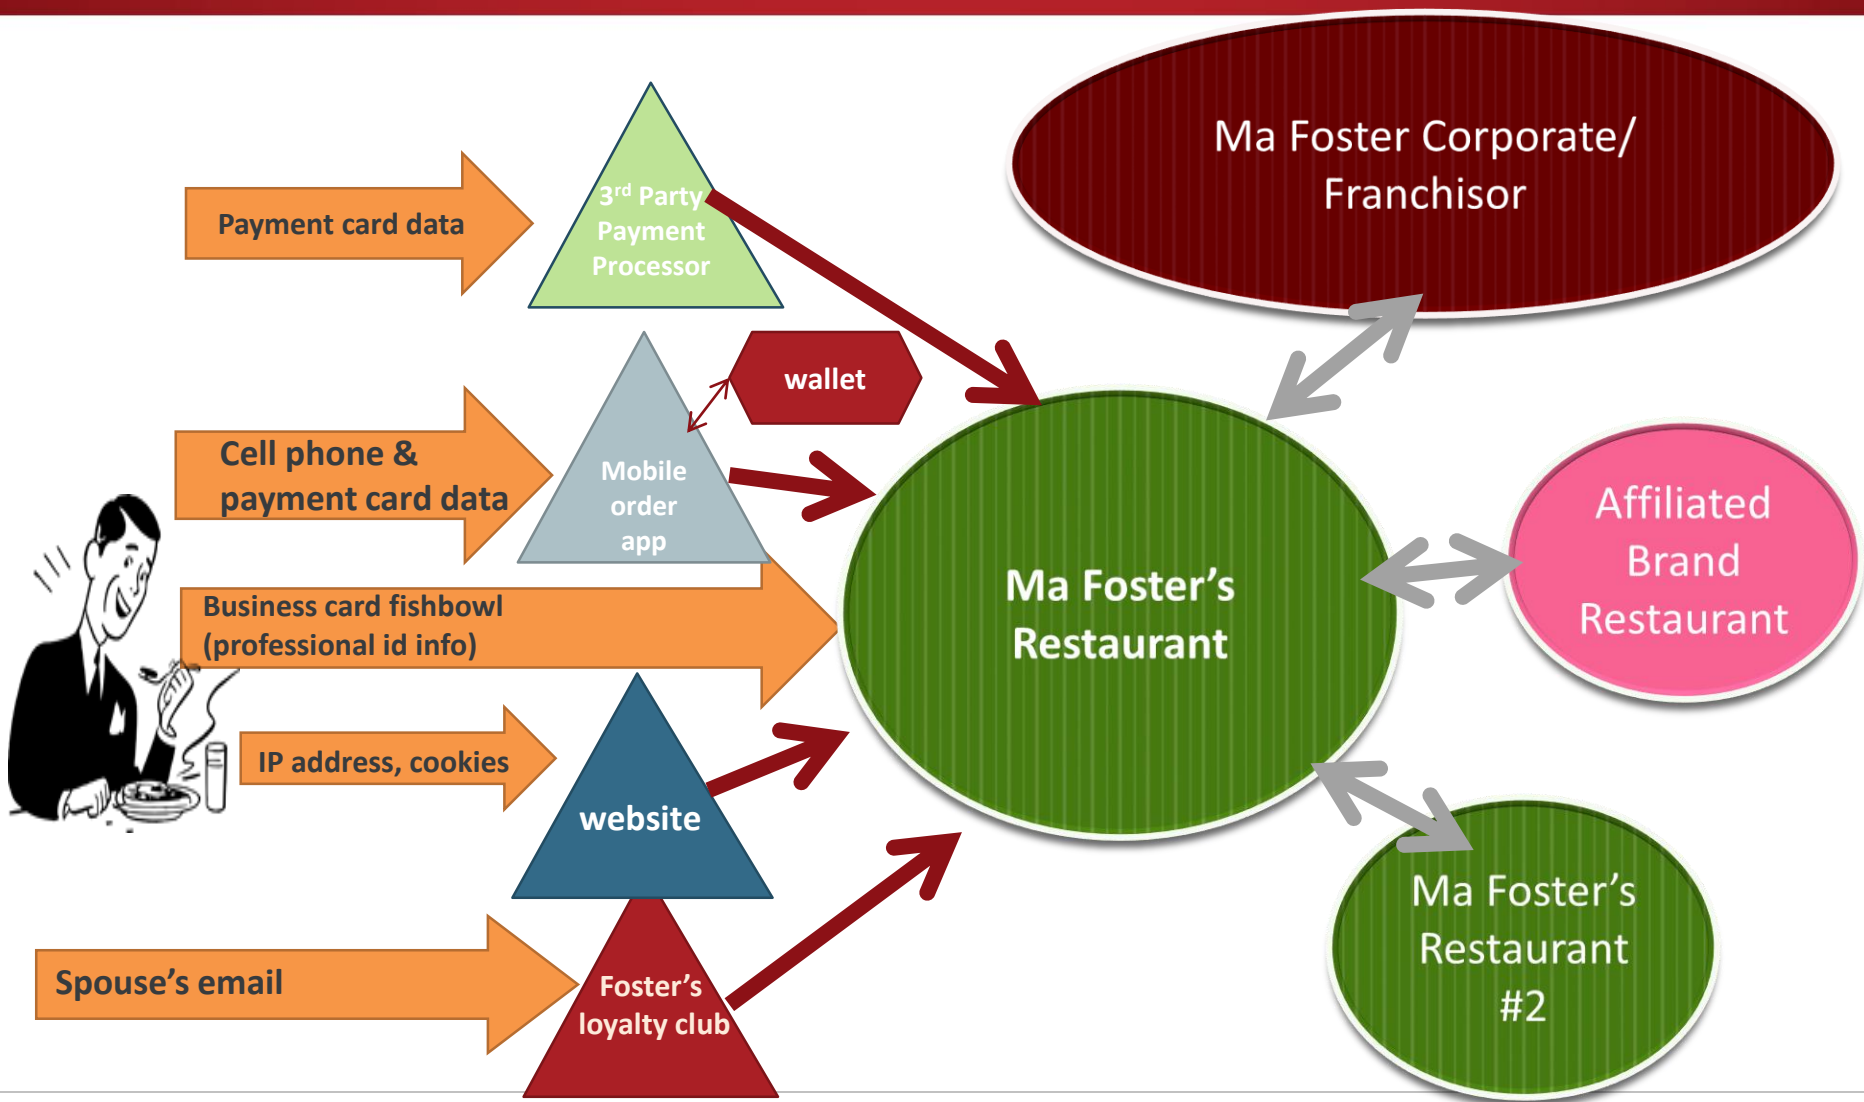 Ma Foster Corporate/
Franchisor
3rd Party
Payment
Processor
Payment card data
wallet
Cell phone &
payment card data
Mobile
order
app
Affiliated
Brand
Restaurant
Ma Foster’s
Restaurant
Business card fishbowl
(professional id info)
IP address, cookies
website
Ma Foster’s
Restaurant
#2
Spouse’s email
Foster’s
loyalty club